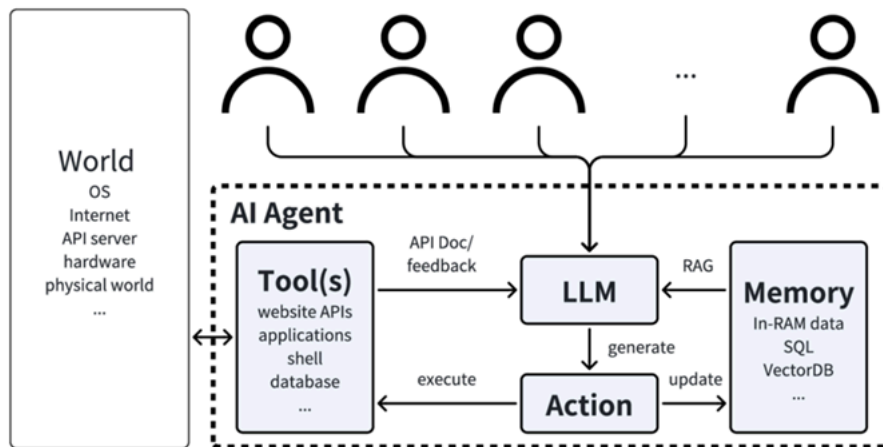 ...
World
OS
Internet
API server
hardware
physical world
...
AI Agent
Tool(s)
website APIs
applications
shell
database
...
API Doc/
feedback
LLM
RAG
Memory
In-RAM data
SQL
VectorDB
...
generate
execute
Action
update